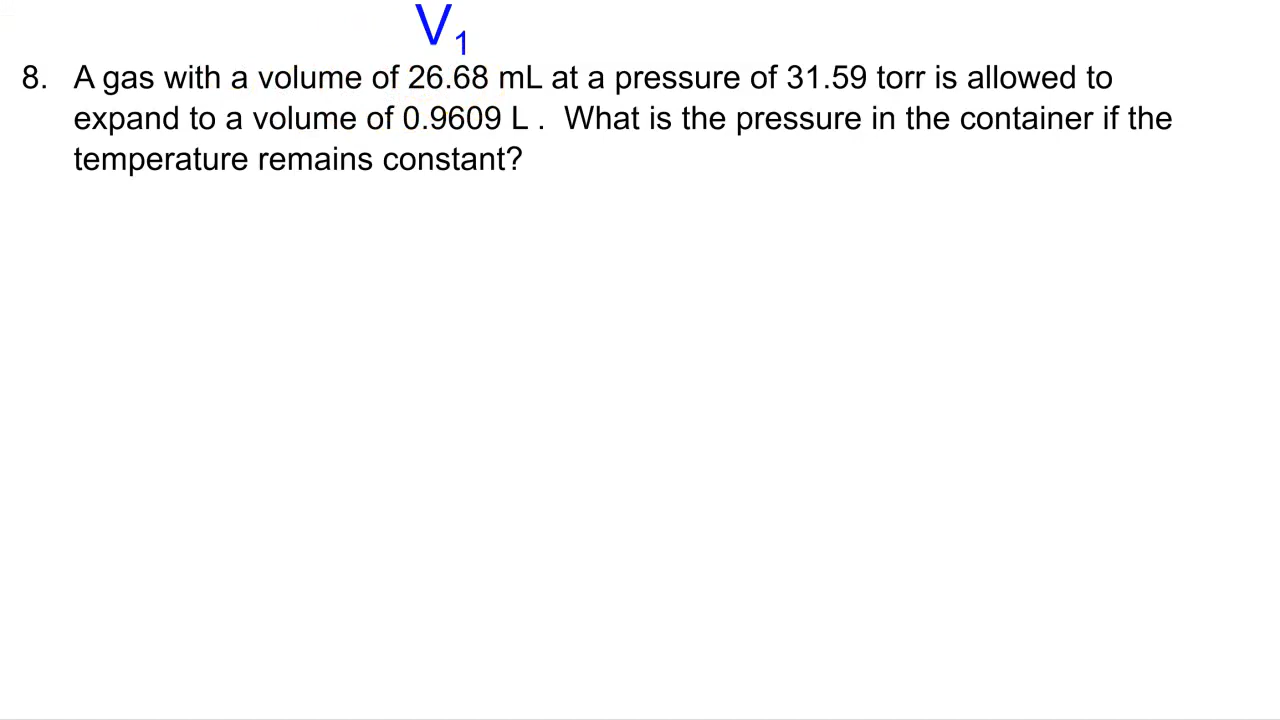 V₁
8. A gas with a volume of 26.68 mL at a pressure of 31.59 torr is allowed to
expand to a volume of 0.9609 L . What is the pressure in the container if the
temperature remains constant?